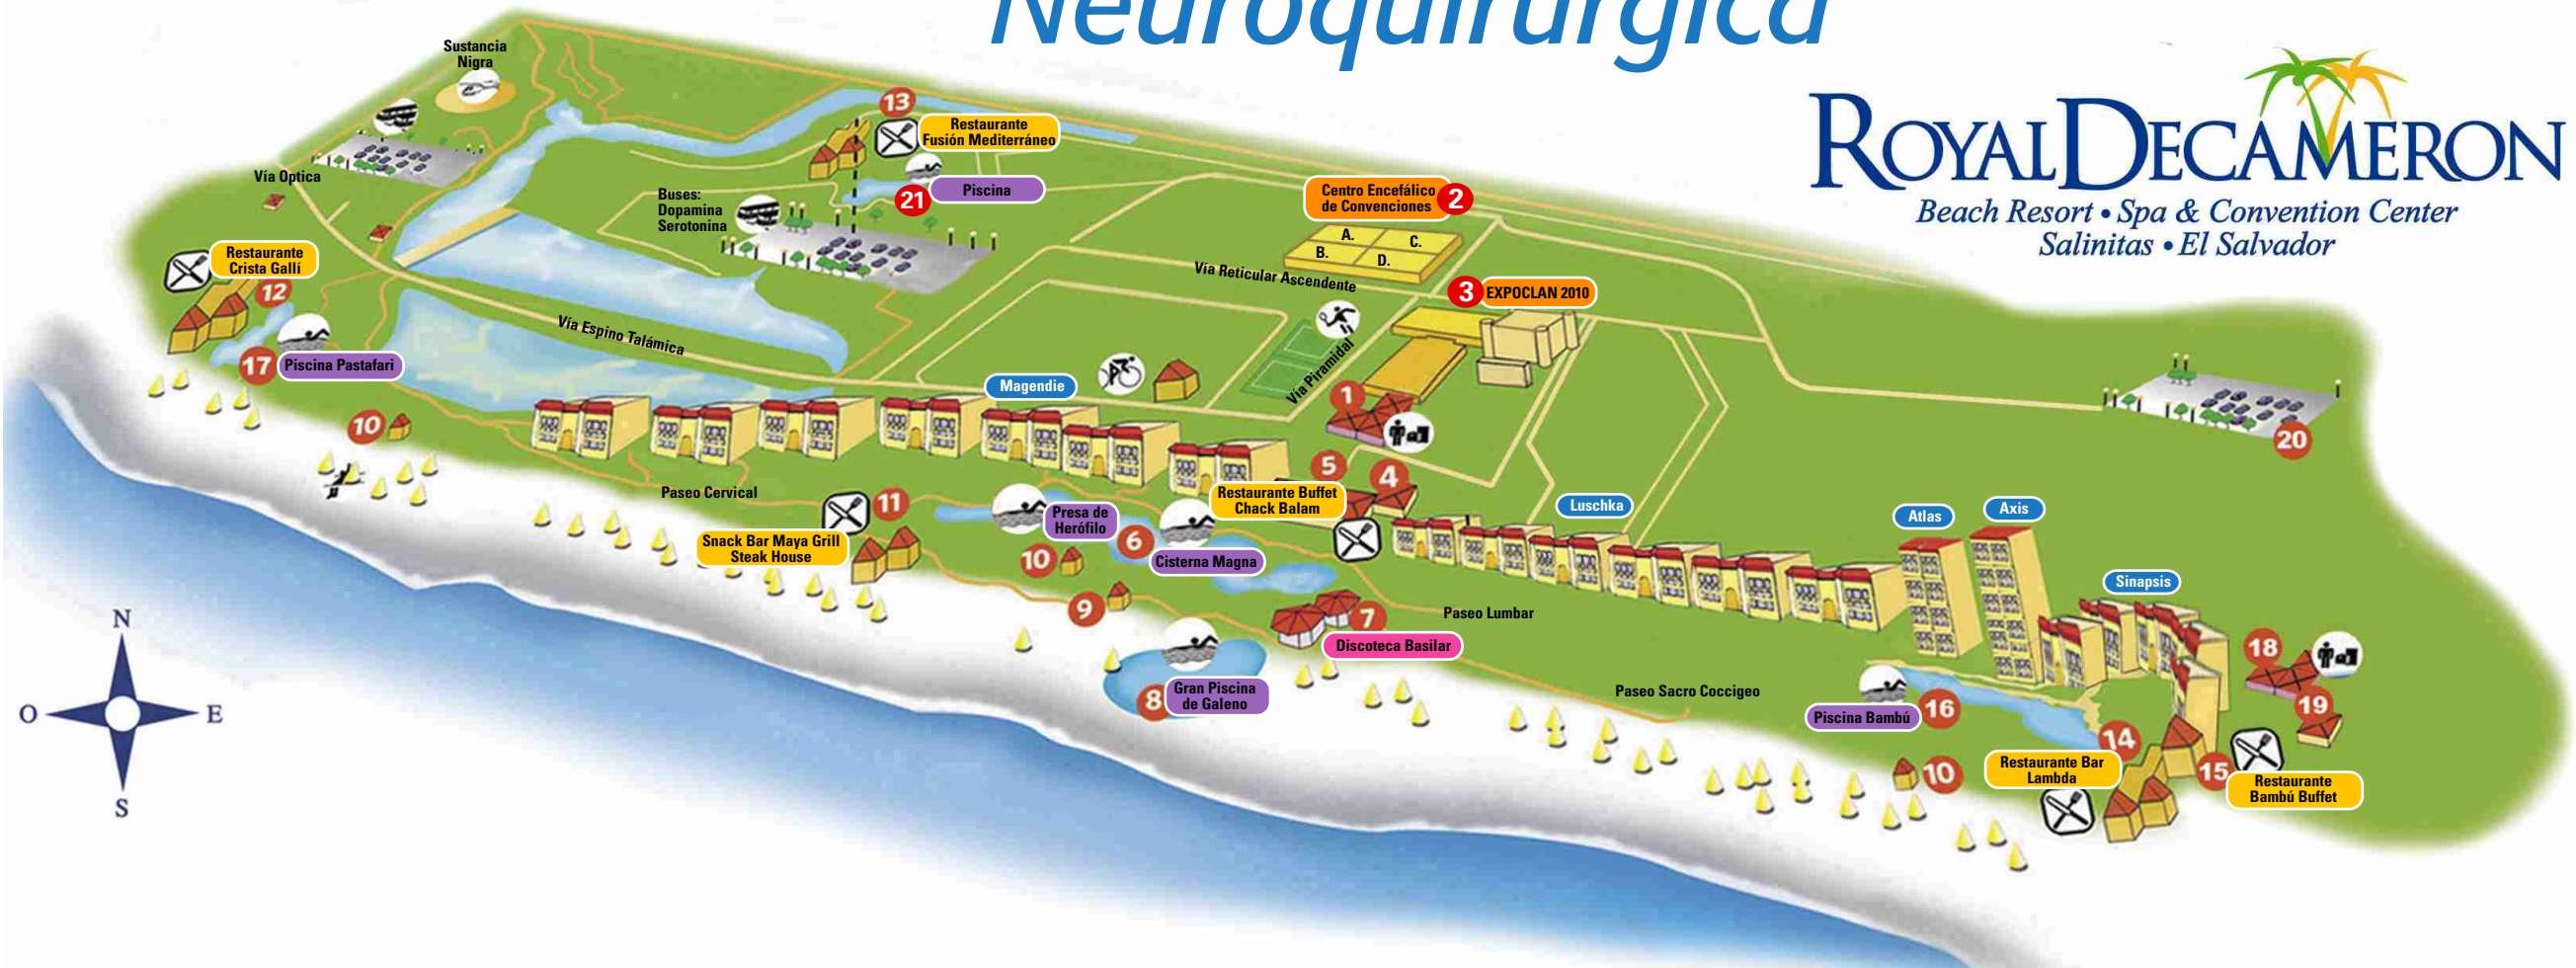 Neuroquirúrgica
ROYAL DECAMERON
Beach Resort • Spa & Convention Center
Salinitas • El Salvador
Sustancia
Nigra
13
Restaurante
Fusión Mediterráneo
Vía Optica
Buses:
Dopamina
Serotonina
21
Piscina
Centro Encefálico
de Convenciones
2
A.
C.
B.
D.
Vía Reticular Ascendente
3
EXPOCLAN 2010
Restaurante
Crista Gallí
12
Vía Espino Talámica
17
Piscina Pastafari
Vía Piramidal
Magendie
1
10
20
5
4
Paseo Cervical
11
Restaurante Buffet
Chack Balam
Presa de
Herófilo
Luschka
Atlas
Axis
Snack Bar Maya Grill
Steak House
10
6
Cisterna Magna
Sinapsis
9
7
Paseo Lumbar
Discoteca Basilar
N
O
E
S
8
Gran Piscina
de Galeno
Paseo Sacro Coccigeo
Piscina Bambú
16
18
19
14
10
Restaurante Bar
Lambda
15
Restaurante
Bambú Buffet